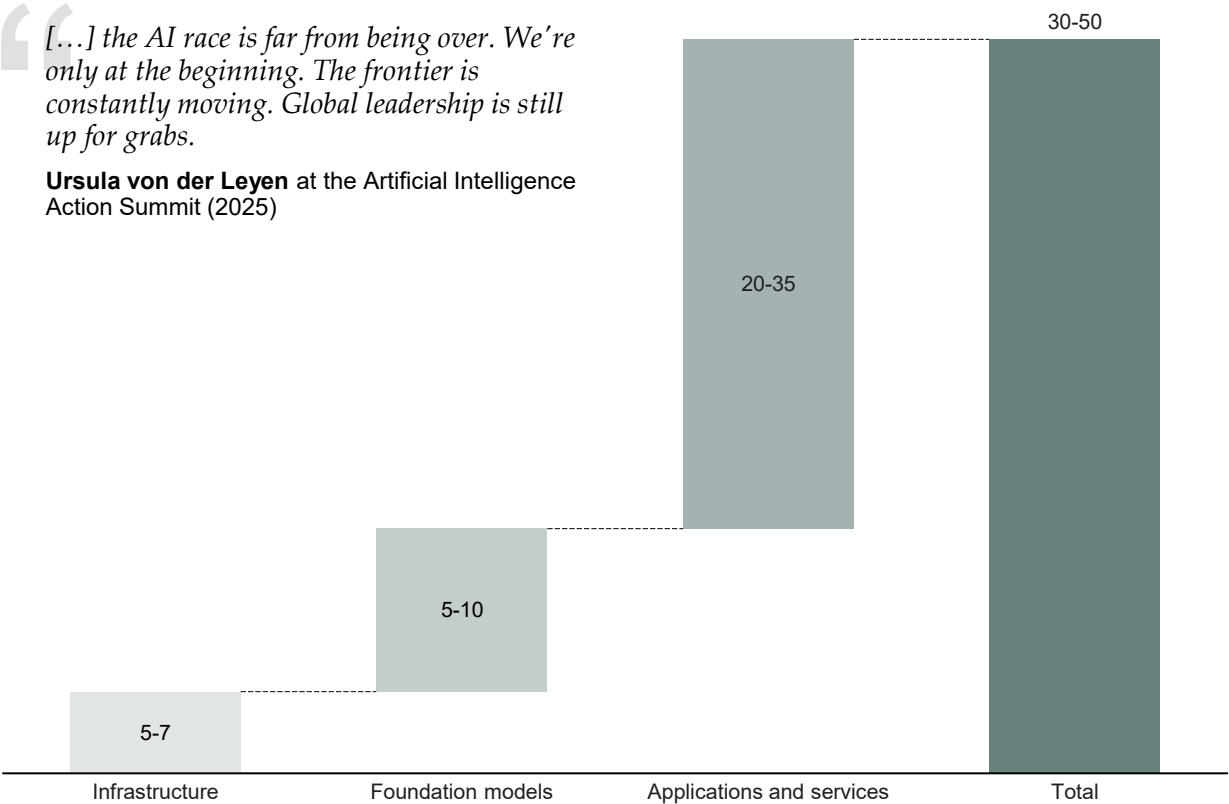 “
[…] the AI race is far from being over. We're
only at the beginning. The frontier is
constantly moving. Global leadership is still
up for grabs.
Ursula von der Leyen at the Artificial Intelligence
Action Summit (2025)
30-50
20-35
5-10
5-7
Infrastructure
Foundation models
Applications and services
Total